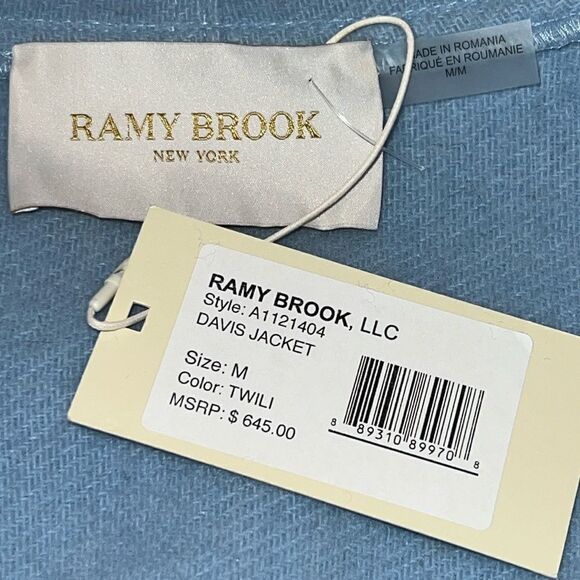 RAMY BROOK
NEW YORK
MADE IN ROMANIA
FABRIQUÉ EN ROUMANIE
M/M
RAMY BROOK, LLC
Style: A1121404
DAVIS JACKET
Size: M
Color: TWILI
MSRP: $ 645.00
8 89310 89970 8